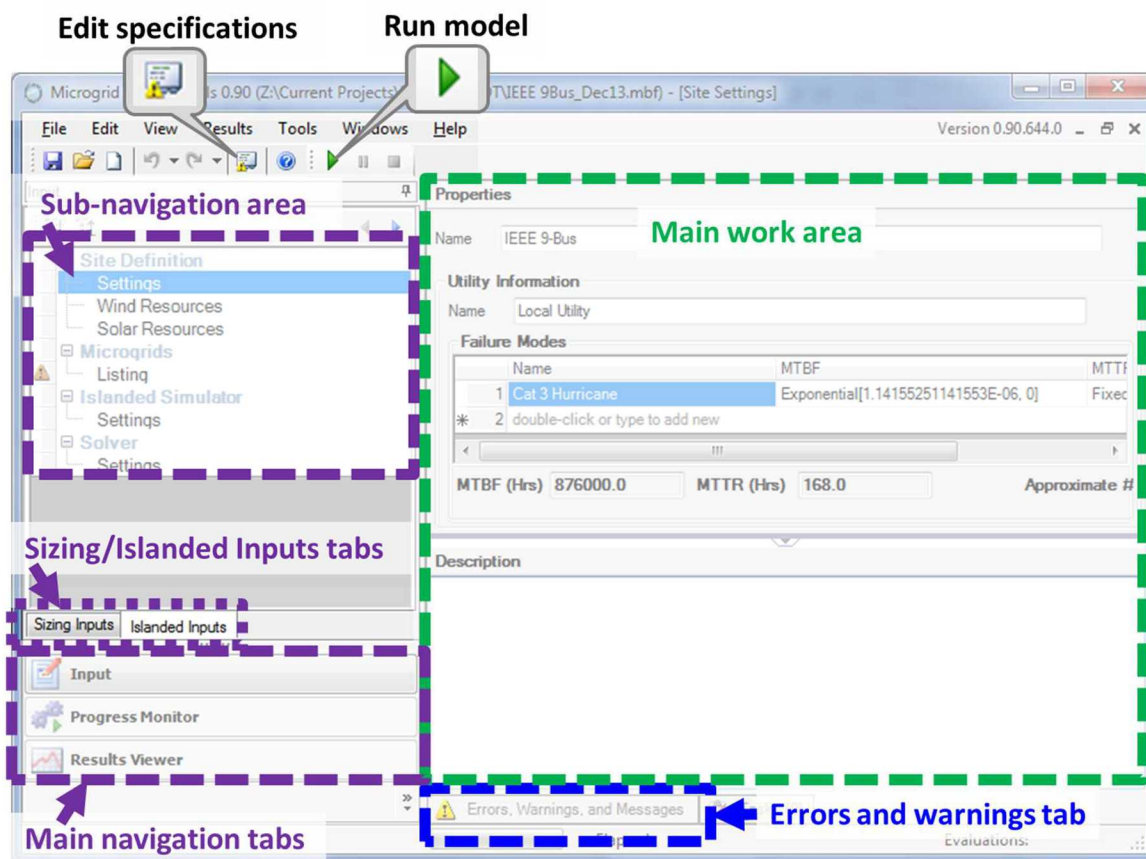 Edit specifications
Run model
Microgrid
ls 0.90 (Z:\Current Projects\
T\IEEE 9Bus_Dec13.mbf) - [Site Settings]
File Edit View Results Tools Windows Help
Version 0.90.644.0
Sub-navigation area
Site Definition
Settings
Wind Resources
Solar Resources
Microgrids
Listing
Islanded Simulator
Settings
Solver
Settings
Sizing/Islanded Inputs tabs
Sizing Inputs
Islanded Inputs
Input
Progress Monitor
Results Viewer
Main navigation tabs
Properties
Main work area
Name IEEE 9-Bus
Utility Information
Name Local Utility
Failure Modes
Name MTBF
1 Cat 3 Hurricane Exponential[1.14155251141553E-06, 0] Fixed
* 2 double-click or type to add new
MTBF (Hrs) 876000.0 MTTR (Hrs) 168.0 Approximate #
Description
Errors, Warnings, and Messages
Errors and warnings tab
Evaluations: